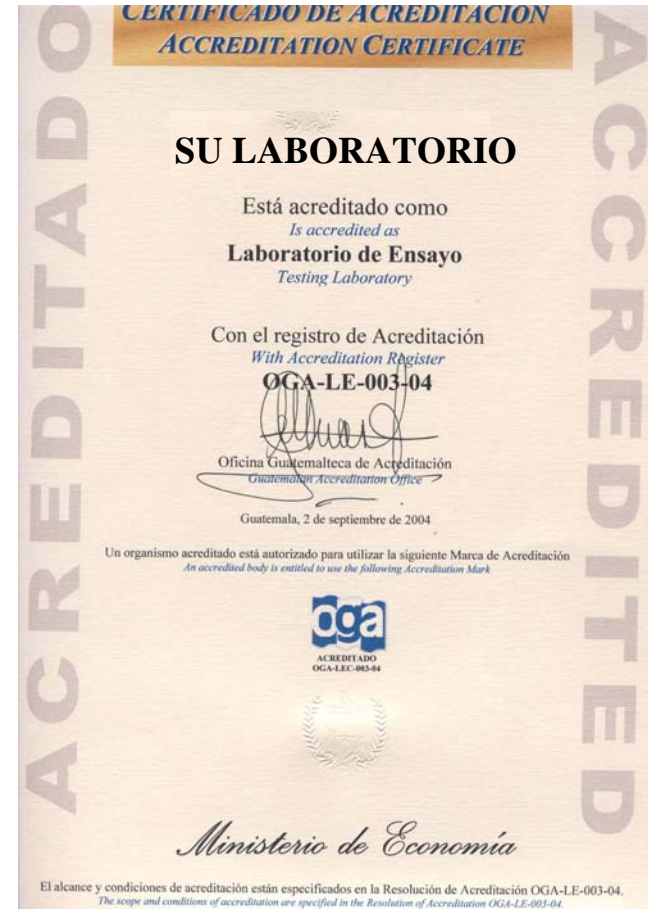 CERTIFICADO DE ACREDITACIÓN
ACCREDITATION CERTIFICATE
ACREDITADO
ACCREDITED
SU LABORATORIO
Está acreditado como
Is accredited as
Laboratorio de Ensayo
Testing Laboratory
Con el registro de Acreditación
With Accreditation Register
OGA-LE-003-04
Oficina Guatemalteca de Acreditación
Guatemalan Accreditation Office
Guatemala, 2 de septiembre de 2004
Un organismo acreditado está autorizado para utilizar la siguiente Marca de Acreditación
An accredited body is entitled to use the following Accreditation Mark
oga
ACREDITADO
OGA-LEC-003-04
Ministerio de Economía
El alcance y condiciones de acreditación están especificados en la Resolución de Acreditación OGA-LE-003-04.
The scope and conditions of accreditation are specified in the Resolution of Accreditation OGA-LE-003-04.